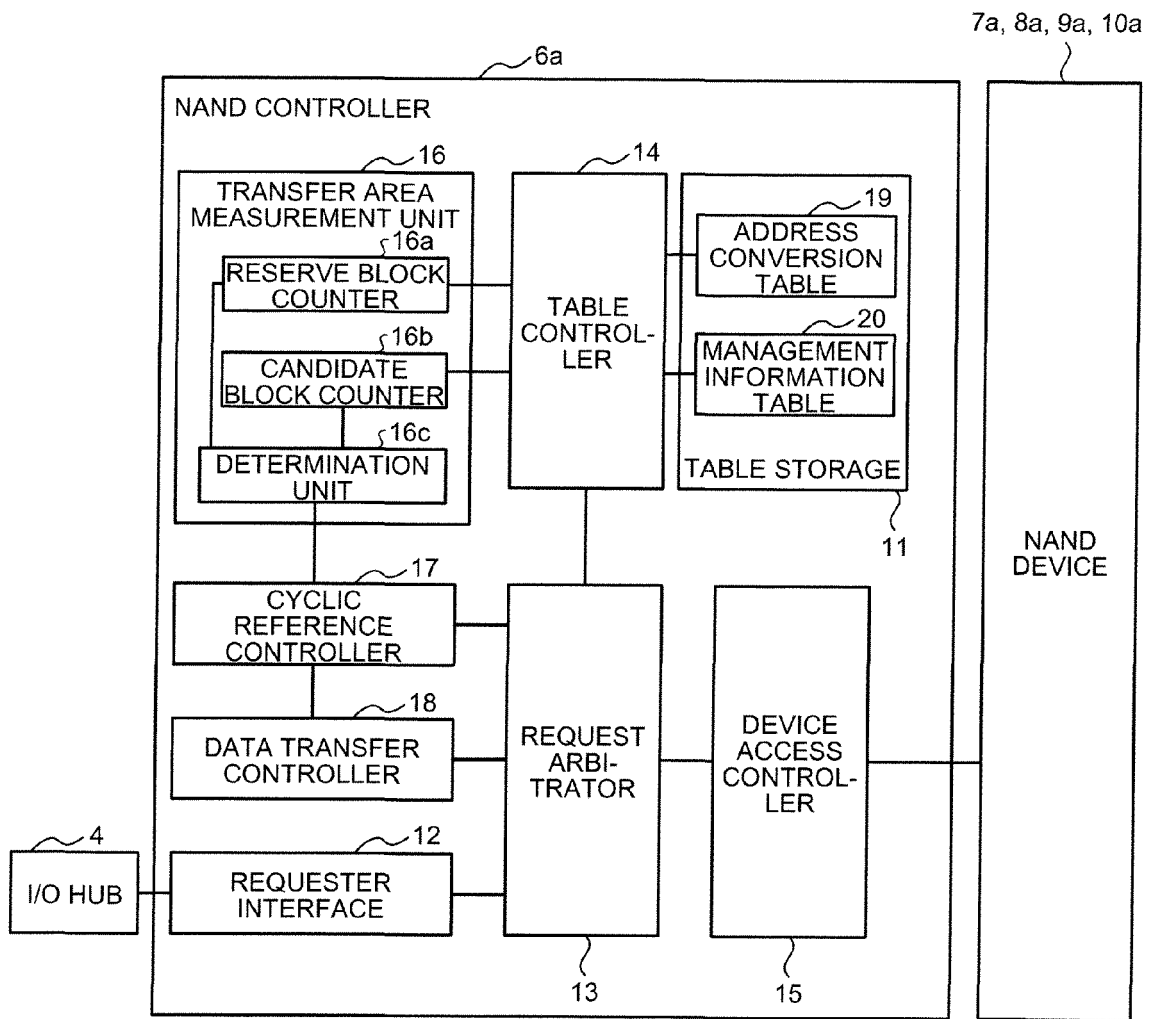 7a, 8a, 9a, 10a
6a
NAND CONTROLLER
16
TRANSFER AREA
MEASUREMENT UNIT
16a
RESERVE BLOCK
COUNTER
16b
CANDIDATE
BLOCK COUNTER
16c
DETERMINATION
UNIT
14
TABLE
CONTROL-
LER
19
ADDRESS
CONVERSION
TABLE
20
MANAGEMENT
INFORMATION
TABLE
TABLE STORAGE
11
NAND
DEVICE
17
CYCLIC
REFERENCE
CONTROLLER
18
DATA TRANSFER
CONTROLLER
REQUEST
ARBI-
TRATOR
13
DEVICE
ACCESS
CONTROL-
LER
15
4
I/O HUB
12
REQUESTER
INTERFACE